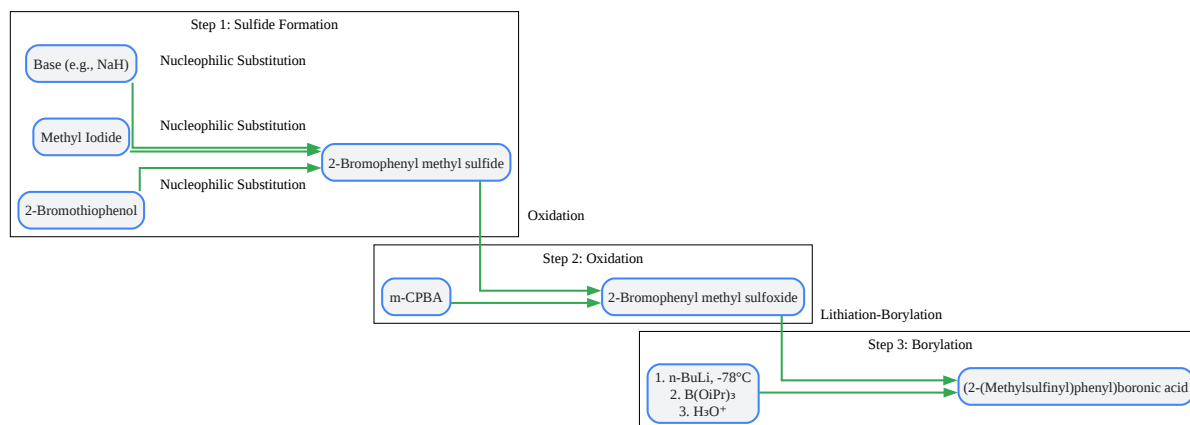 Step 1: Sulfide Formation
Base (e.g., NaH)
Nucleophilic Substitution
Methyl Iodide
Nucleophilic Substitution
2-Bromophenyl methyl sulfide
2-Bromothiophenol
Nucleophilic Substitution
Oxidation
Step 2: Oxidation
m-CPBA
2-Bromophenyl methyl sulfoxide
Lithiation-Borylation
Step 3: Borylation
1. n-BuLi, -78°C
2. B(OiPr)₃
3. H₃O⁺
(2-(Methylsulfinyl)phenyl)boronic acid